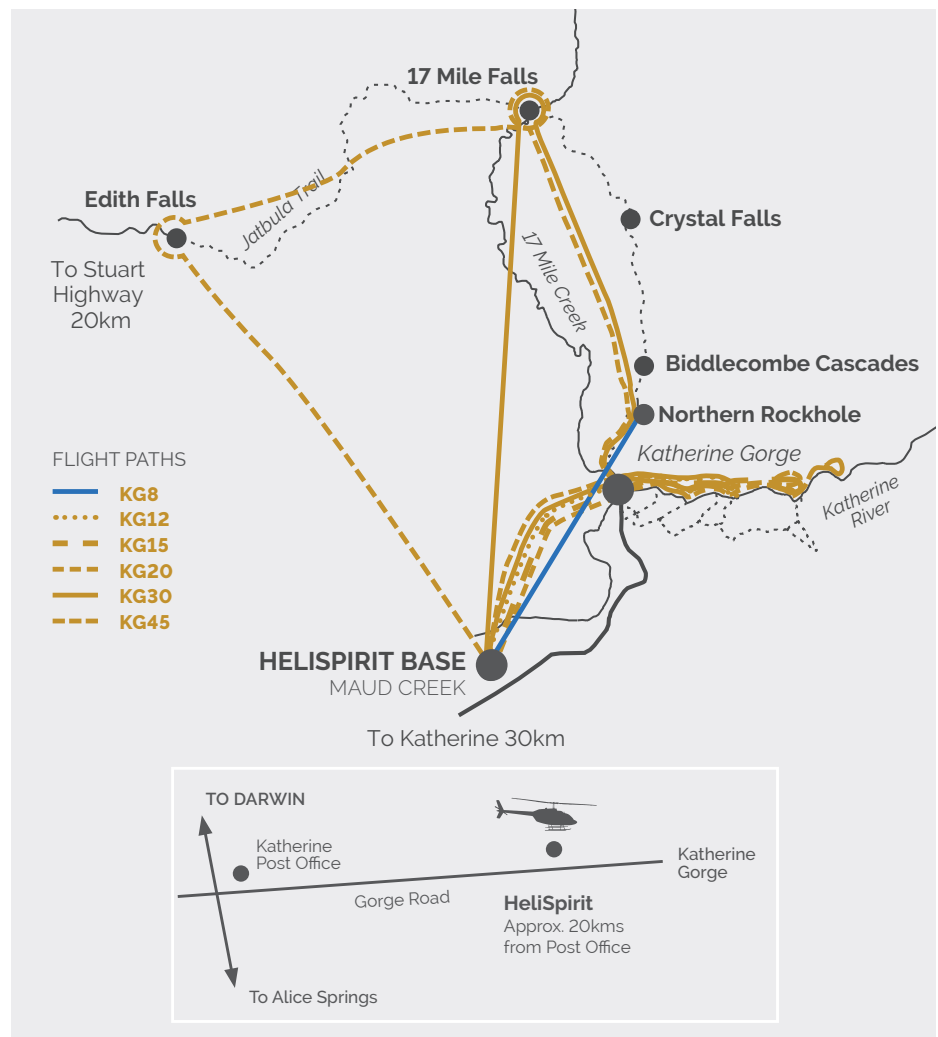 17 Mile Falls
Edith Falls
Jatbula Trail
Crystal Falls
To Stuart
Highway
20km
17 Mile Creek
Biddlecombe Cascades
Northern Rockhole
Katherine Gorge
FLIGHT PATHS
KG8
KG12
KG15
KG20
KG30
KG45
Katherine
River
HELISPIRIT BASE
MAUD CREEK
To Katherine 30km
TO DARWIN
Katherine
Post Office
Katherine
Gorge
Gorge Road
HeliSpirit
Approx. 20kms
from Post Office
To Alice Springs